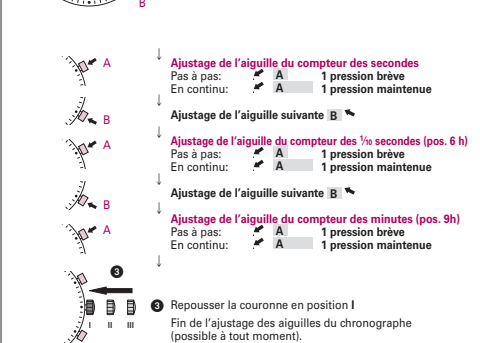 B
A
↓
Ajustage de l'aiguille du compteur des secondes
Pas à pas: A 1 pression brève
En continu: A 1 pression maintenue
↓
B
Ajustage de l'aiguille suivante B
↓
A
Ajustage de l'aiguille du compteur des 1/10 secondes (pos. 6 h)
Pas à pas: A 1 pression brève
En continu: A 1 pression maintenue
↓
B
Ajustage de l'aiguille suivante B
↓
A
Ajustage de l'aiguille du compteur des minutes (pos. 9h)
Pas à pas: A 1 pression brève
En continu: A 1 pression maintenue
↓
3
I II III
3 Repousser la couronne en position I
Fin de l'ajustage des aiguilles du chronographe
(possible à tout moment).